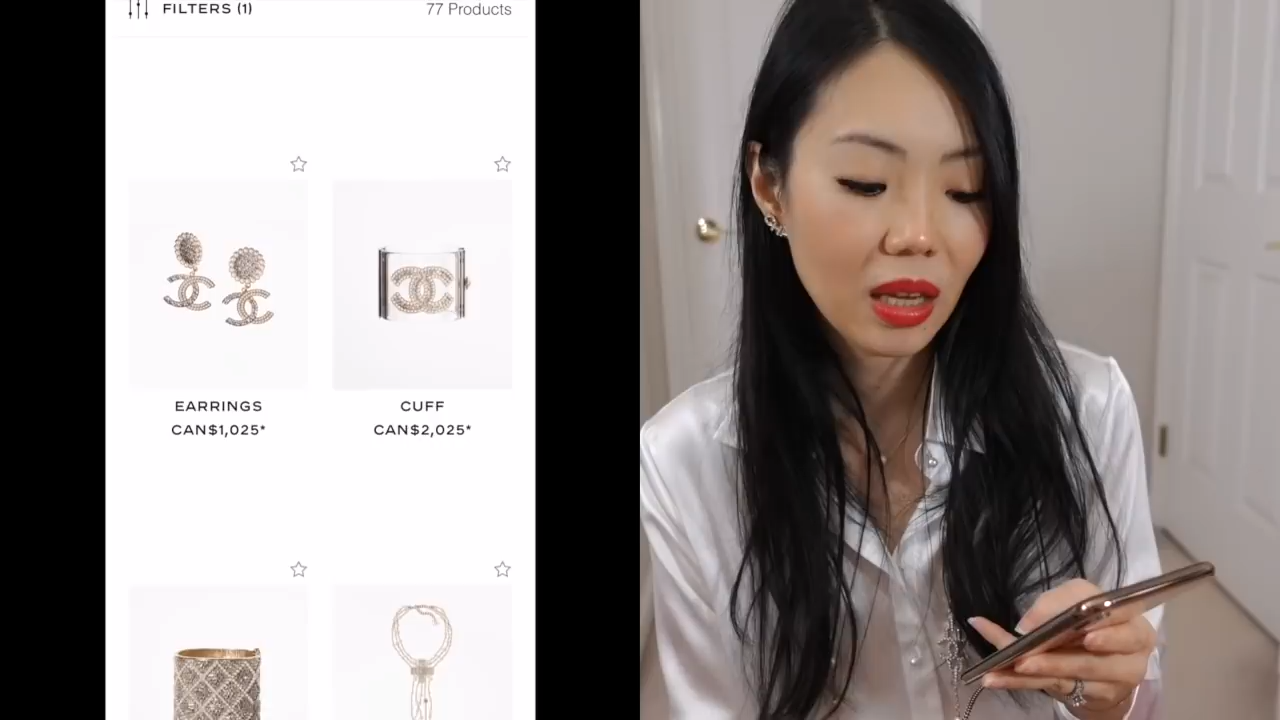 FILTERS (1)
77 Products
EARRINGS
CAN$1,025*
CUFF
CAN$2,025*